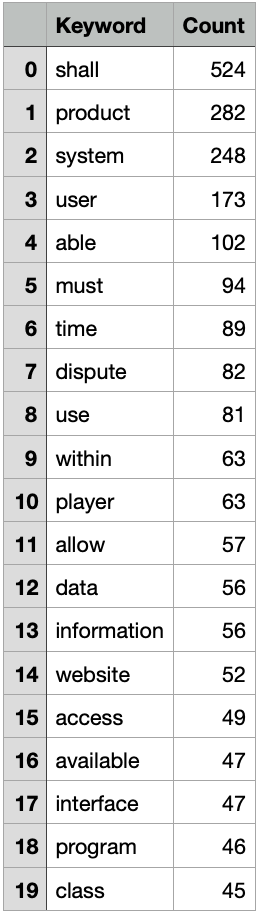 Keyword Count
0 shall 524
1 product 282
2 system 248
3 user 173
4 able 102
5 must 94
6 time 89
7 dispute 82
8 use 81
9 within 63
10 player 63
11 allow 57
12 data 56
13 information 56
14 website 52
15 access 49
16 available 47
17 interface 47
18 program 46
19 class 45